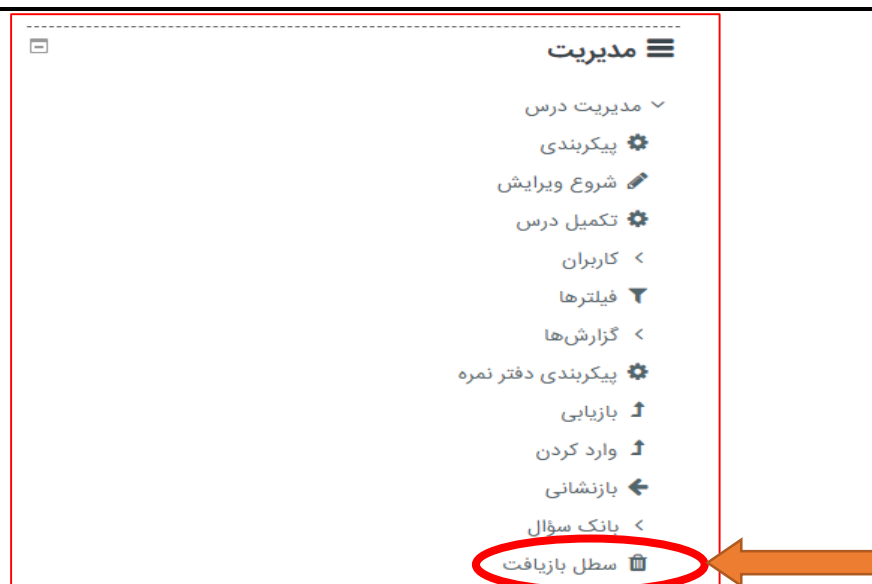 مدیریت
مدیریت درس
پیکربندی
شروع ویرایش
تکمیل درس
کاربران
فیلترها
گزارش‌ها
پیکربندی دفتر نمره
بازیابی
وارد کردن
بازنشانی
بانک سؤال
سطل بازیافت